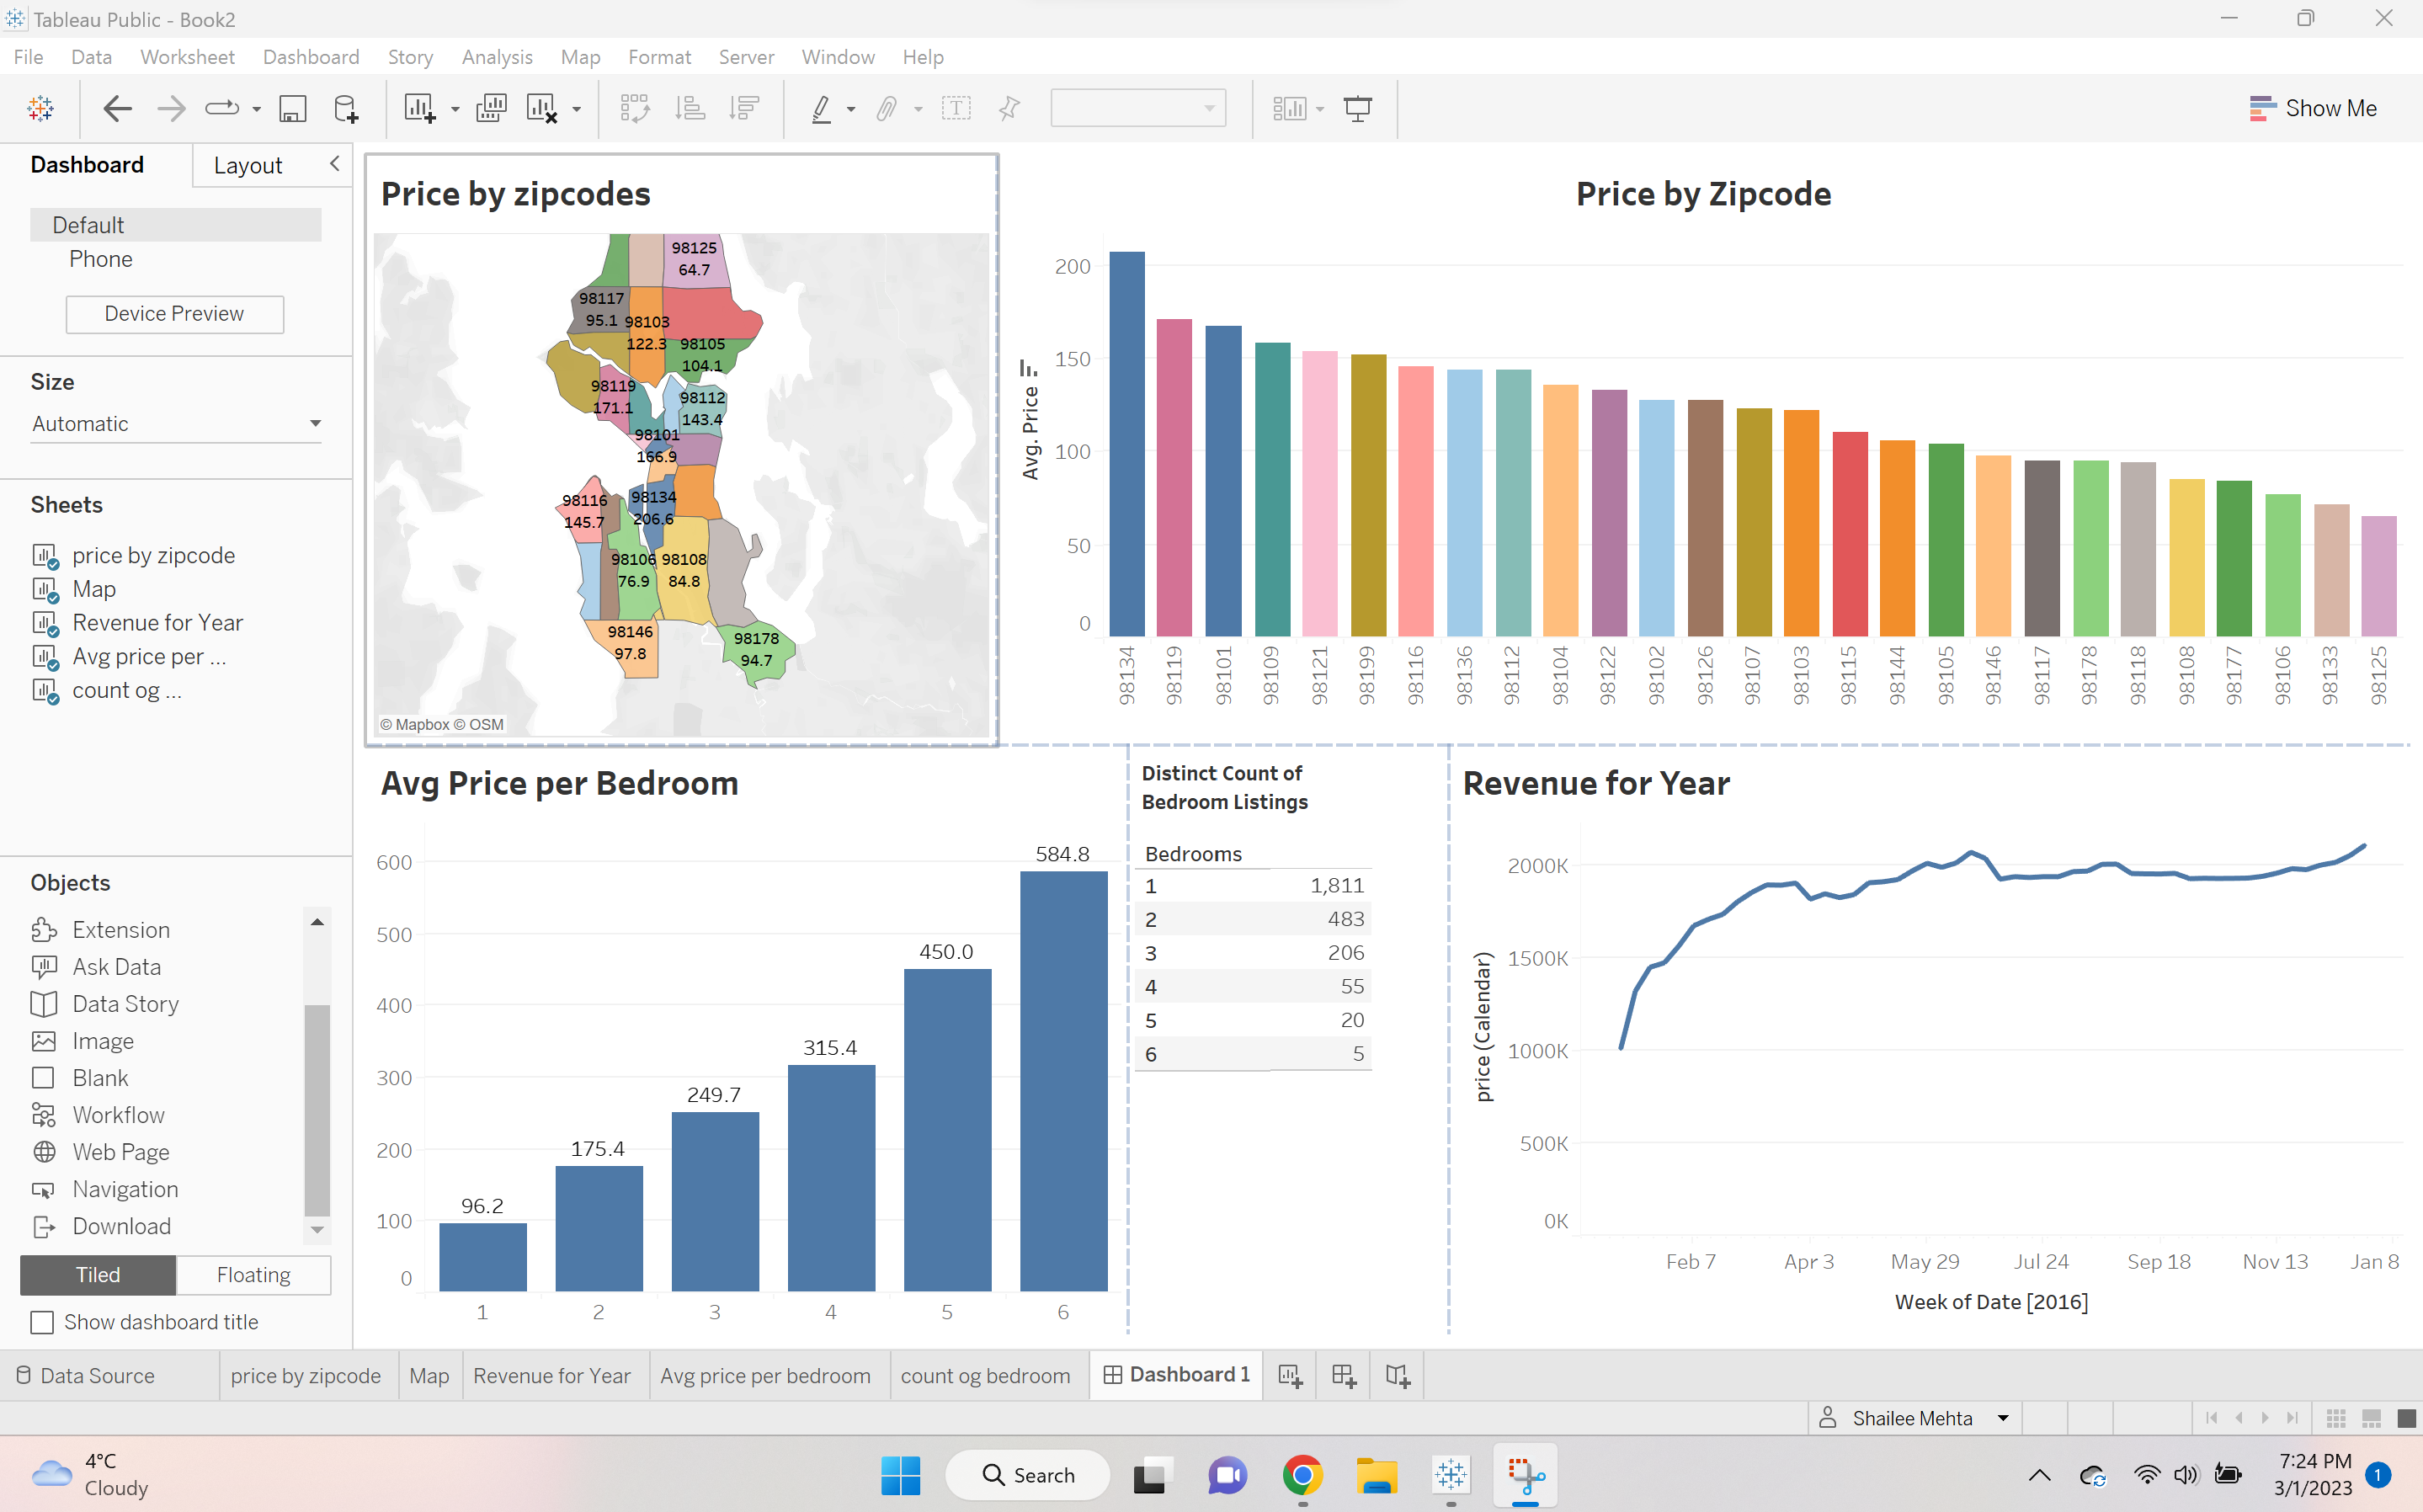 Tableau Public - Book2
File Data Worksheet Dashboard Story Analysis Map Format Server Window Help
Show Me
Dashboard Layout
Default
Phone
Device Preview
Size
Automatic
Sheets
price by zipcode
Map
Revenue for Year
Avg price per ...
count og ...
Objects
Extension
Ask Data
Data Story
Image
Blank
Workflow
Web Page
Navigation
Download
Tiled Floating
Show dashboard title
Price by zipcodes
98125
64.7
98117
95.1
98103
122.3
98105
104.1
98119
171.1
98112
143.4
98101
166.9
98116
145.7
98134
206.6
98106
76.9
98108
84.8
98146
97.8
98178
94.7
© Mapbox © OSM
Price by Zipcode
Avg. Price
200
150
100
50
0
98134 98119 98101 98109 98121 98199 98116 98136 98112 98104 98122 98102 98126 98107 98103 98115 98144 98105 98146 98117 98178 98118 98108 98177 98106 98133 98125
Avg Price per Bedroom
600
500
400
300
200
100
0
96.2
175.4
249.7
315.4
450.0
584.8
1 2 3 4 5 6
Distinct Count of
Bedroom Listings
Bedrooms
1 1,811
2 483
3 206
4 55
5 20
6 5
Revenue for Year
price (Calendar)
2000K
1500K
1000K
500K
0K
Feb 7 Apr 3 May 29 Jul 24 Sep 18 Nov 13 Jan 8
Week of Date [2016]
Data Source price by zipcode Map Revenue for Year Avg price per bedroom count og bedroom Dashboard 1
Shailee Mehta
4°C
Cloudy
Search
7:24 PM
3/1/2023
1